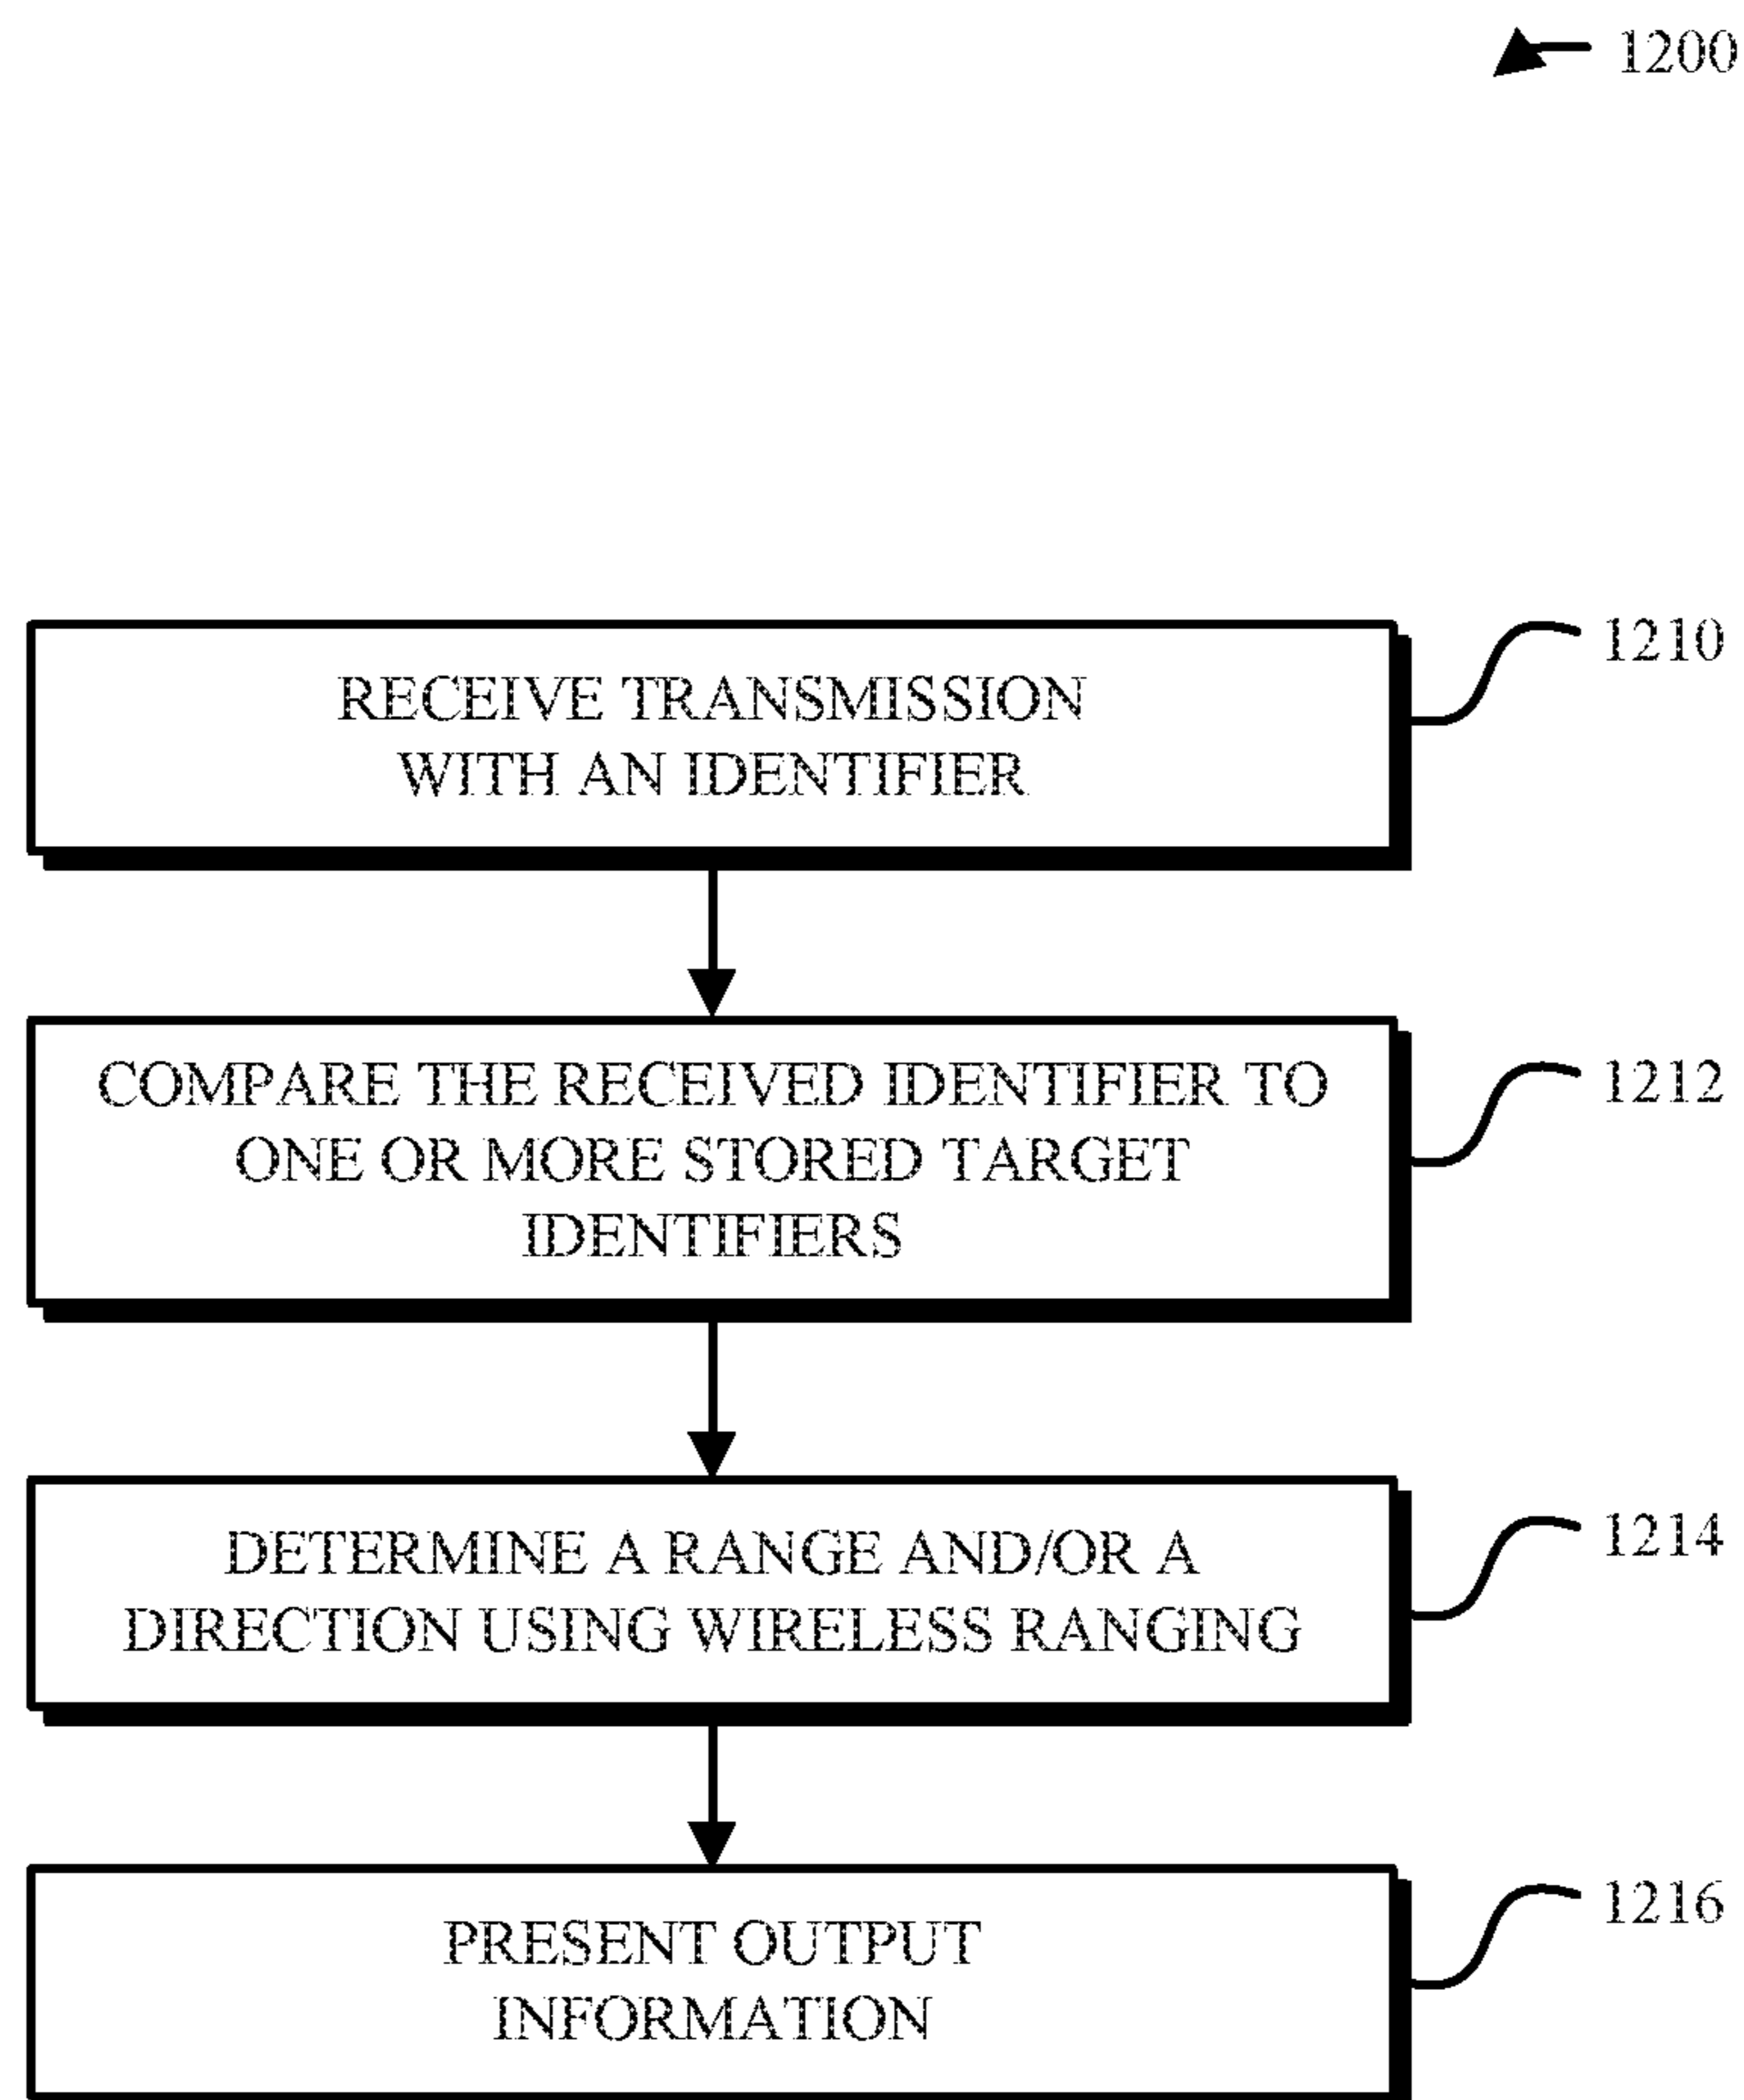 1200
RECEIVE TRANSMISSION
WITH AN IDENTIFIER
1210
COMPARE THE RECEIVED IDENTIFIER TO
ONE OR MORE STORED TARGET
IDENTIFIERS
1212
DETERMINE A RANGE AND/OR A
DIRECTION USING WIRELESS RANGING
1214
PRESENT OUTPUT
INFORMATION
1216